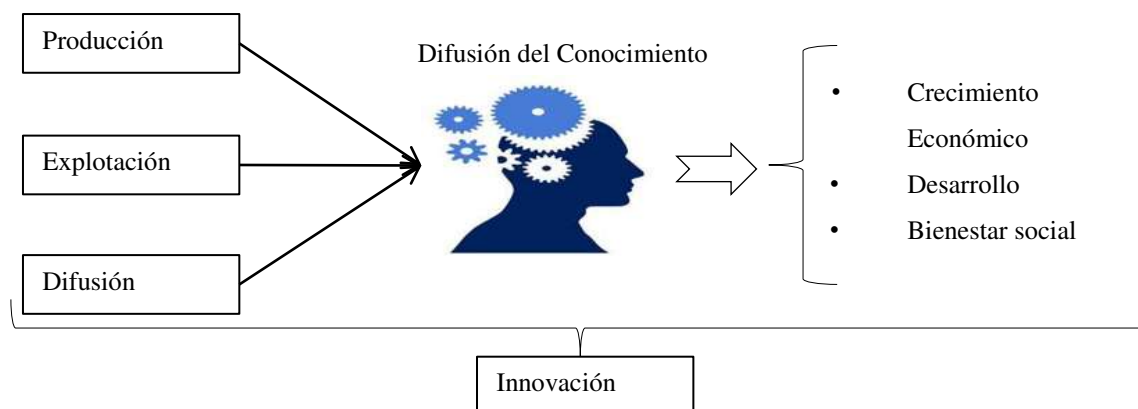 Producción
Explotación
Difusión
Difusión del Conocimiento
• Crecimiento
Económico
• Desarrollo
• Bienestar social
Innovación